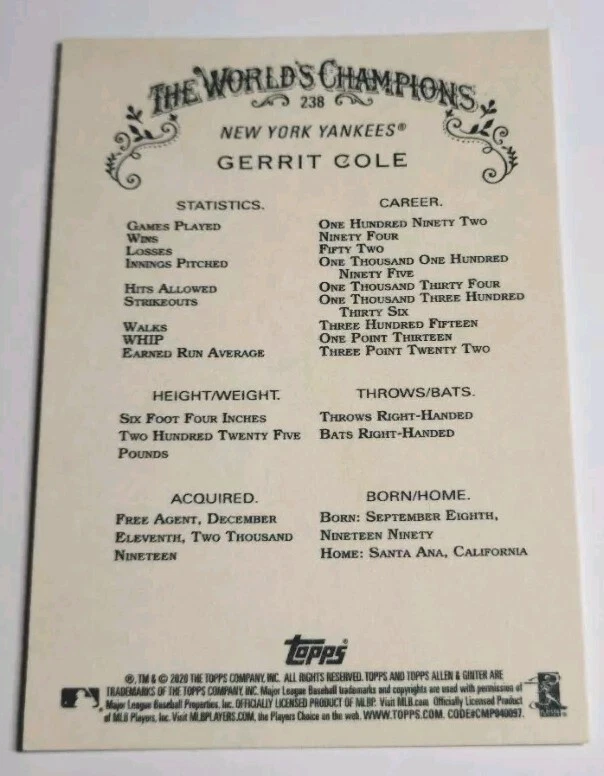 THE WORLD'S CHAMPIONS
238
NEW YORK YANKEES®
GERRIT COLE
STATISTICS. CAREER.
GAMES PLAYED ONE HUNDRED NINETY TWO
WINS NINETY FOUR
LOSSES FIFTY TWO
INNINGS PITCHED ONE THOUSAND ONE HUNDRED
NINETY FIVE
HITS ALLOWED ONE THOUSAND THIRTY FOUR
STRIKEOUTS ONE THOUSAND THREE HUNDRED
THIRTY SIX
WALKS THREE HUNDRED FIFTEEN
WHIP ONE POINT THIRTEEN
EARNED RUN AVERAGE THREE POINT TWENTY TWO
HEIGHT/WEIGHT.
SIX FOOT FOUR INCHES
TWO HUNDRED TWENTY FIVE
POUNDS
THROWS/BATS.
THROWS RIGHT-HANDED
BATS RIGHT-HANDED
ACQUIRED.
FREE AGENT, DECEMBER
ELEVENTH, TWO THOUSAND
NINETEEN
BORN/HOME.
BORN: SEPTEMBER EIGHTH,
NINETEEN NINETY
HOME: SANTA ANA, CALIFORNIA
Topps®
®, TM & © 2020 THE TOPPS COMPANY, INC. ALL RIGHTS RESERVED. TOPPS AND TOPPS ALLEN & GINTER ARE
TRADEMARKS OF THE TOPPS COMPANY, INC. Major League Baseball trademarks and copyrights are used with permission of
Major League Baseball Properties, Inc. OFFICIALLY LICENSED PRODUCT OF MLBP. Visit MLB.com. Officially Licensed Product
of MLB Players, Inc. Visit MLBPLAYERS.COM, the Players Choice on the web. WWW.TOPPS.COM. CODE#CMP040097.